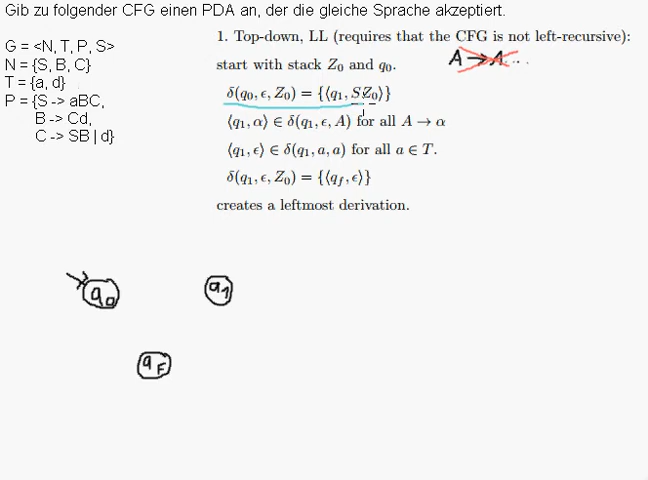 Gib zu folgender CFG einen PDA an, der die gleiche Sprache akzeptiert.
G = <N, T, P, S>
N = {S, B, C}
T = {a, d}
P = {S -> aBC,
B -> Cd,
C -> SB | d}
1. Top-down, LL (requires that the CFG is not left-recursive):
A → A...
start with stack Z₀ and q₀.
δ(q₀, ϵ, Z₀) = {⟨q₁, SZ₀⟩}
⟨q₁, α⟩ ∈ δ(q₁, ϵ, A) for all A → α
⟨q₁, ϵ⟩ ∈ δ(q₁, a, a) for all a ∈ T.
δ(q₁, ϵ, Z₀) = {⟨q_f, ϵ⟩}
creates a leftmost derivation.
q₀
q₁
q_F